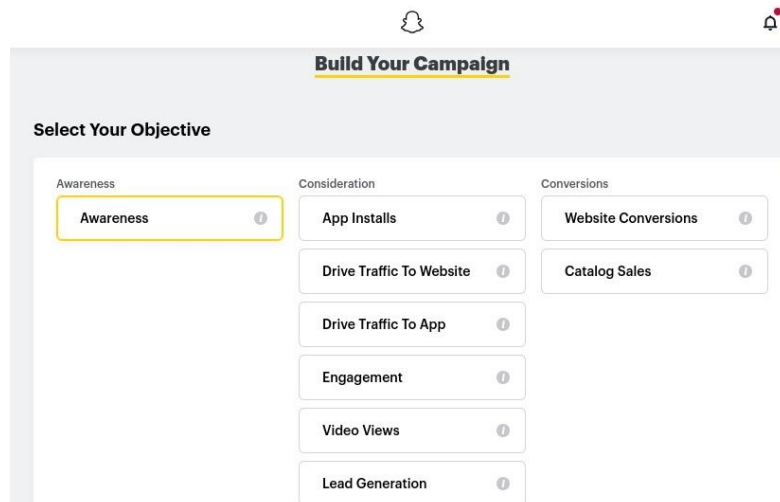 Build Your Campaign
Select Your Objective
Awareness
Awareness
Consideration
App Installs
Drive Traffic To Website
Drive Traffic To App
Engagement
Video Views
Lead Generation
Conversions
Website Conversions
Catalog Sales